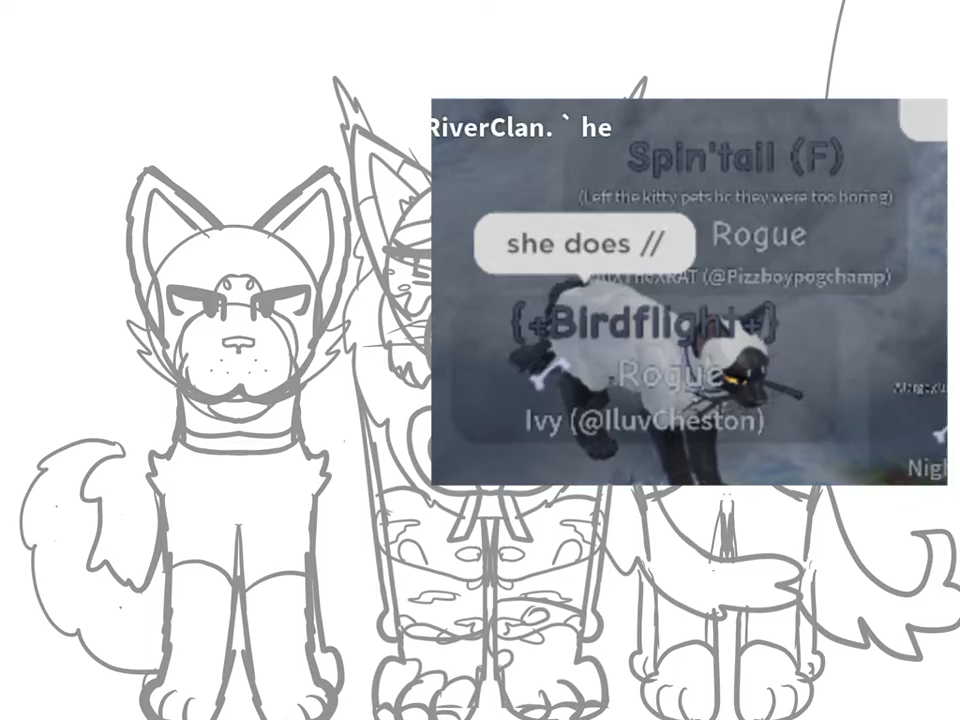 RiverClan. ` he
Spin'tail (F)
(Left the kitty pets bc they were too boring)
she does //
Rogue
(@Pizzboypogchamp)
{+Birdflight+}
Rogue
Ivy (@IluvCheston)
Nigh